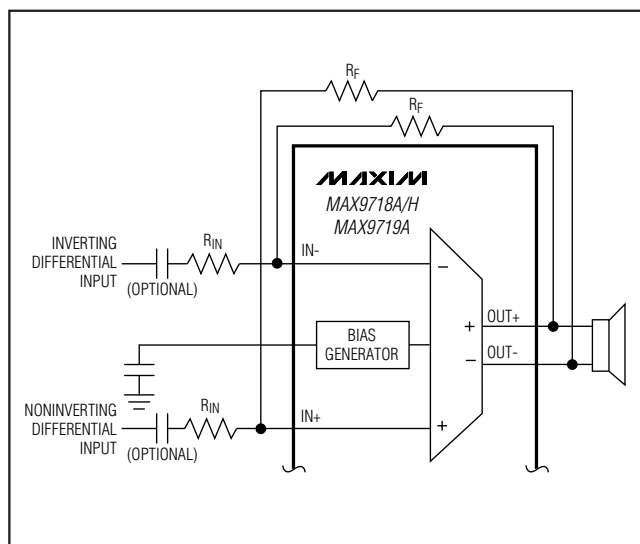 RF
RF
MAXIM
MAX9718A/H
MAX9719A
INVERTING
DIFFERENTIAL
INPUT
(OPTIONAL)
RIN
IN-
−
BIAS
GENERATOR
+
OUT+
−
OUT-
NONINVERTING
DIFFERENTIAL
INPUT
(OPTIONAL)
RIN
IN+
+